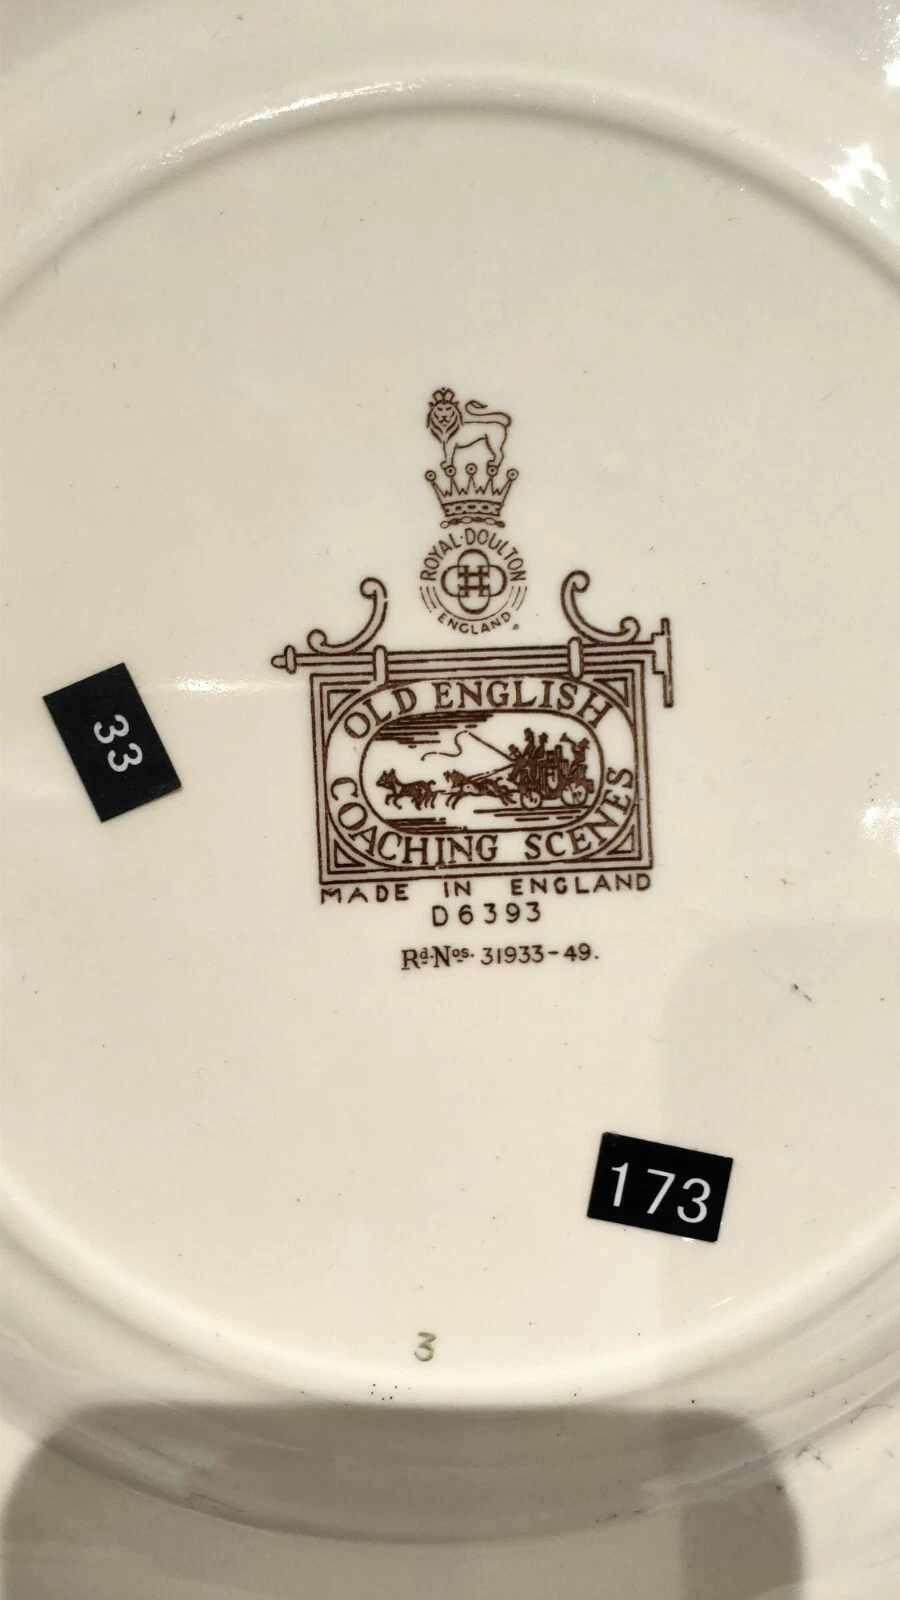 ROYAL·DOULTON
ENGLAND
OLD ENGLISH
COACHING SCENES
MADE IN ENGLAND
D6393
Rd. Nos. 31933-49.
33
173
3